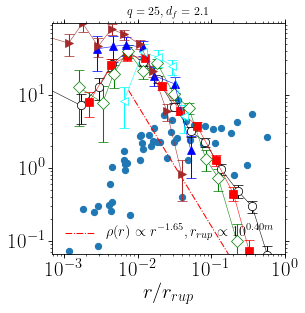 q = 25, d_f = 2.1
10^1
10^0
10^{-1}
ρ(r) ∝ r^{-1.65}, r_{rup} ∝ 10^{0.40m}
10^{-3} 10^{-2} 10^{-1} 10^0
r/r_{rup}